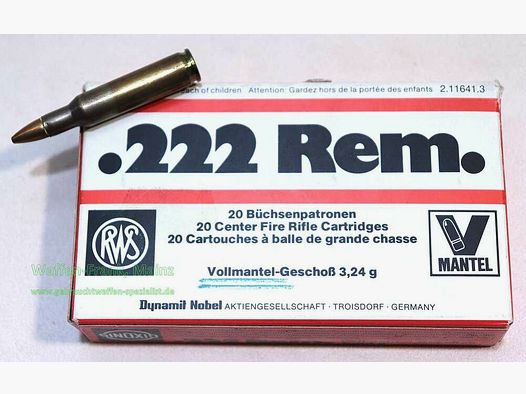 each of children Attention: Gardez hors de la portée des enfants 2.11641.3
.222 Rem.
20 Büchsenpatronen
20 Center Fire Rifle Cartridges
20 Cartouches à balle de grande chasse
RWS
V
MANTEL
Vollmantel-Geschoß 3,24 g
Waffen-Frank, Mainz
www.gebrauchtwaffen-spezialist.de
Dynamit Nobel AKTIENGESELLSCHAFT · TROISDORF · GERMANY
SINOXID